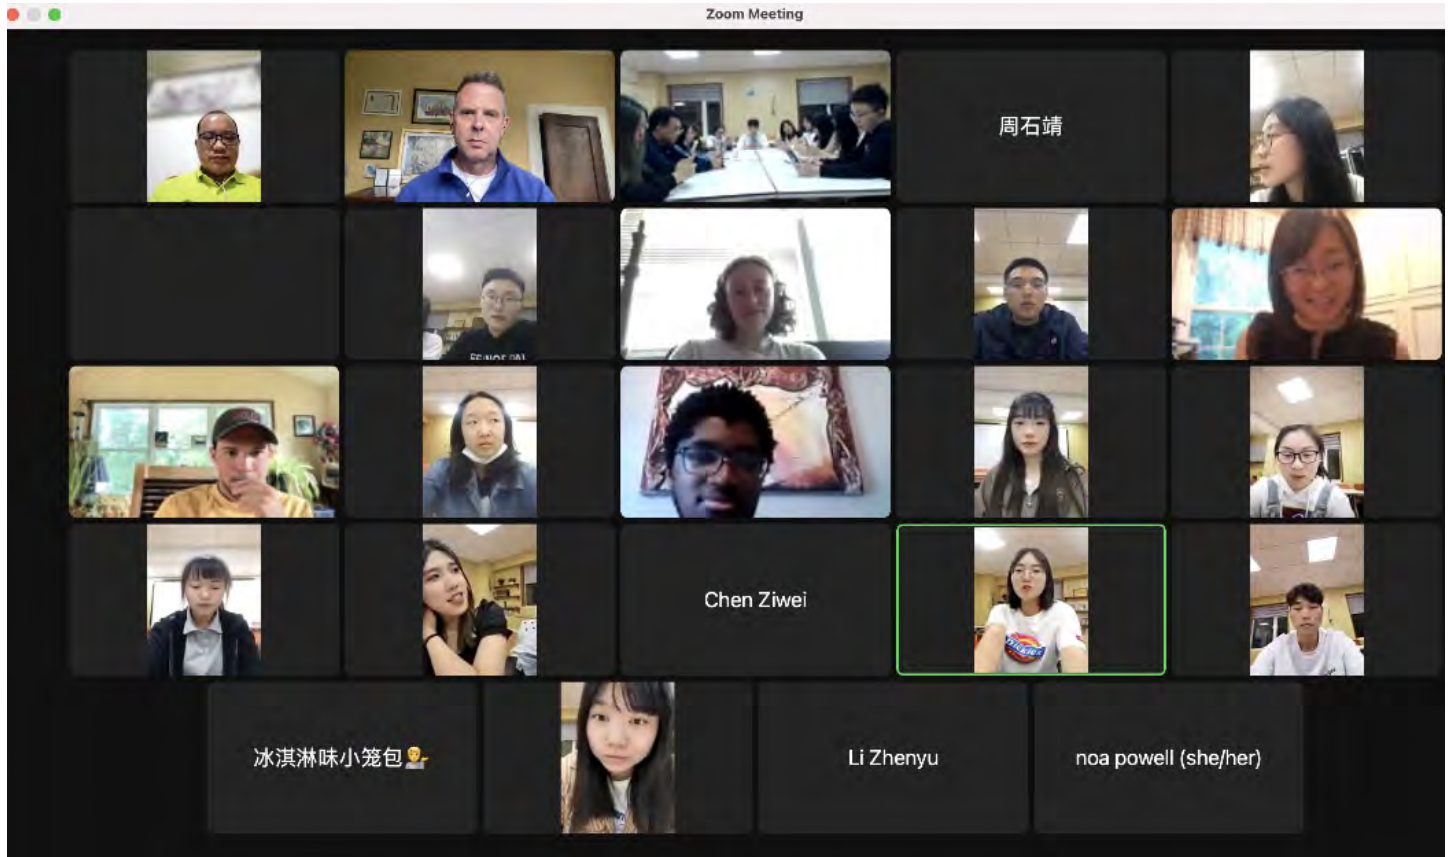 Zoom Meeting
周石靖
Chen Ziwei
Dickies
冰淇淋味小笼包💁
Li Zhenyu
noa powell (she/her)